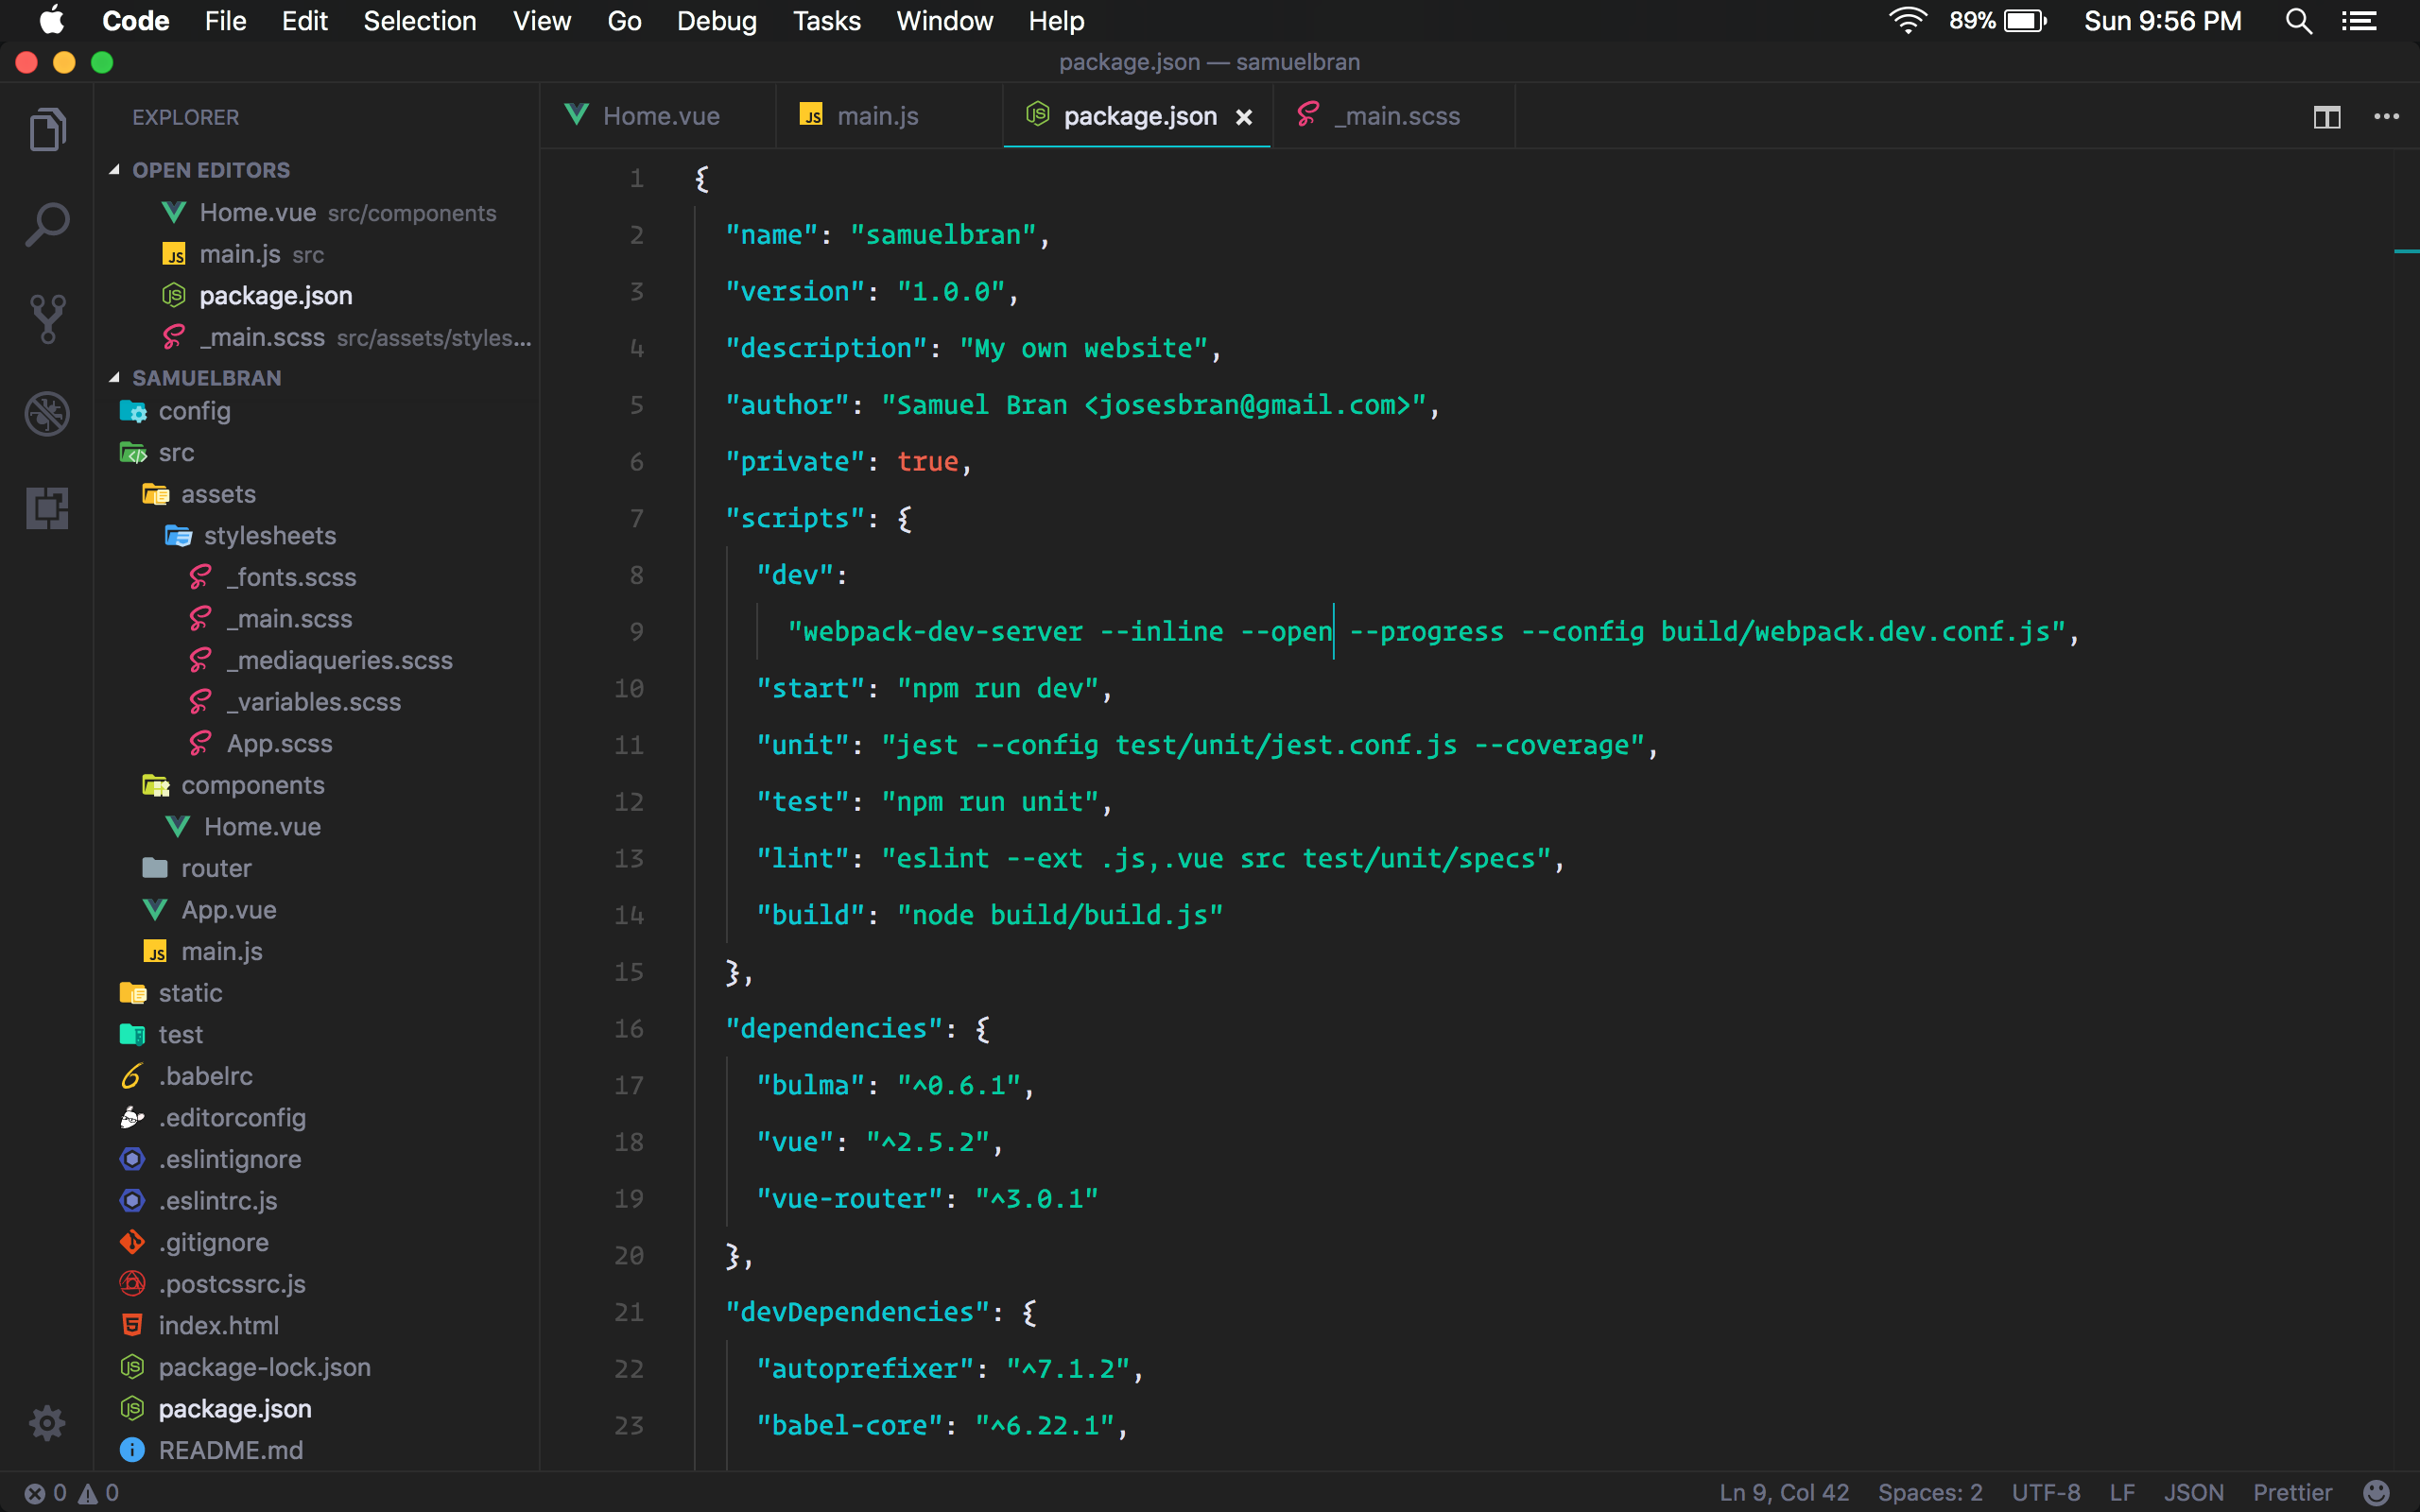 Code File Edit Selection View Go Debug Tasks Window Help 89% Sun 9:56 PM
package.json — samuelbran
EXPLORER
OPEN EDITORS
Home.vue src/components
main.js src
package.json
_main.scss src/assets/styles...
SAMUELBRAN
config
src
assets
stylesheets
_fonts.scss
_main.scss
_mediaqueries.scss
_variables.scss
App.scss
components
Home.vue
router
App.vue
main.js
static
test
.babelrc
.editorconfig
.eslintignore
.eslintrc.js
.gitignore
.postcssrc.js
index.html
package-lock.json
package.json
README.md
Home.vue main.js package.json _main.scss
1 {
2 "name": "samuelbran",
3 "version": "1.0.0",
4 "description": "My own website",
5 "author": "Samuel Bran <josesbran@gmail.com>",
6 "private": true,
7 "scripts": {
8 "dev":
9 "webpack-dev-server --inline --open --progress --config build/webpack.dev.conf.js",
10 "start": "npm run dev",
11 "unit": "jest --config test/unit/jest.conf.js --coverage",
12 "test": "npm run unit",
13 "lint": "eslint --ext .js,.vue src test/unit/specs",
14 "build": "node build/build.js"
15 },
16 "dependencies": {
17 "bulma": "^0.6.1",
18 "vue": "^2.5.2",
19 "vue-router": "^3.0.1"
20 },
21 "devDependencies": {
22 "autoprefixer": "^7.1.2",
23 "babel-core": "^6.22.1",
0 0 Ln 9, Col 42 Spaces: 2 UTF-8 LF JSON Prettier